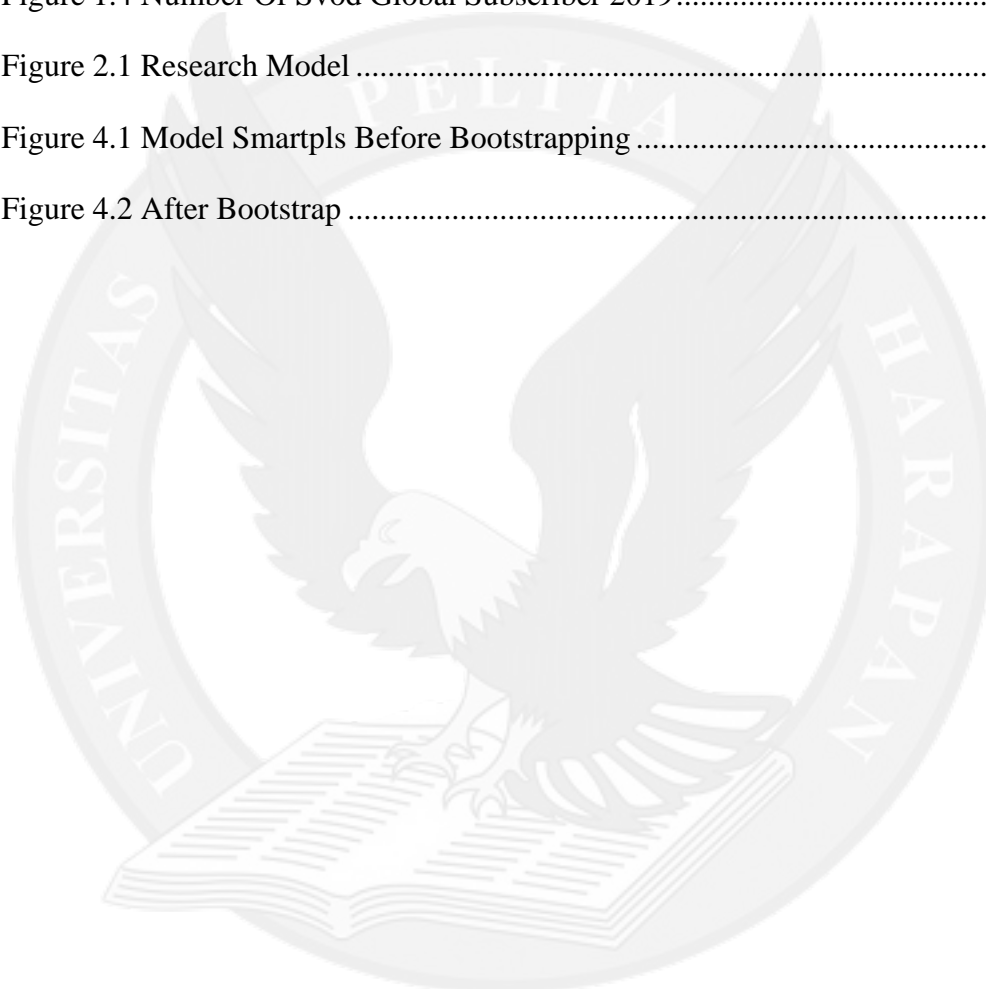 Figure 1.4 Number Of Svod Global Subscriber 2019.......................................
Figure 2.1 Research Model ................................................................................
Figure 4.1 Model Smartpls Before Bootstrapping ............................................
Figure 4.2 After Bootstrap .................................................................................
UNIVERSITAS PELITA HARAPAN